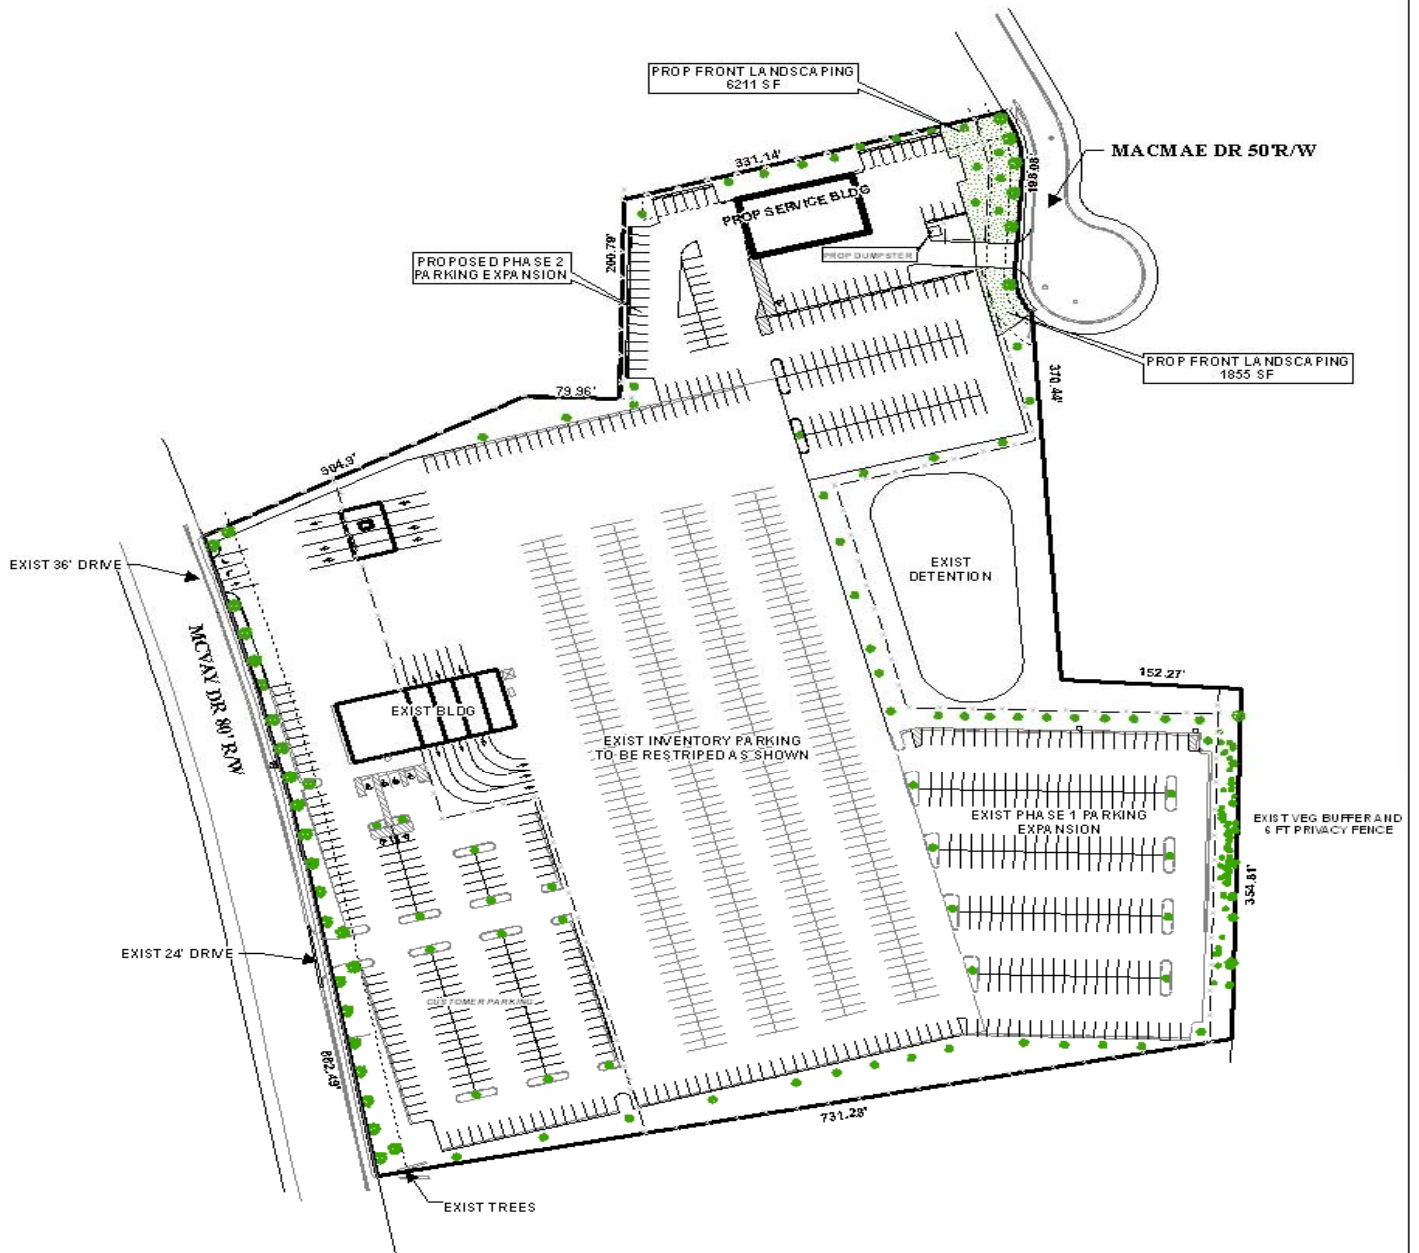 PROP FRONT LANDSCAPING
6211 SF
MACMAE DR 50'R/W
331.14'
198.08'
PROP SERVICE BLDG
200.79'
PROPOSED PHASE 2
PARKING EXPANSION
PROP DUMPSTER
PROP FRONT LANDSCAPING
1855 SF
370.44'
79.96'
EXIST 36' DRIVE
EXIST
DETENTION
MCVAY DR 80' R/W
152.27'
EXIST BLDG
EXIST INVENTORY PARKING
TO BE RESTRIPED AS SHOWN
EXIST PHASE 1 PARKING
EXPANSION
EXIST VEG BUFFER AND
6 FT PRIVACY FENCE
354.81'
EXIST 24' DRIVE
CUSTOMER PARKING
882.49'
731.28'
EXIST TREES